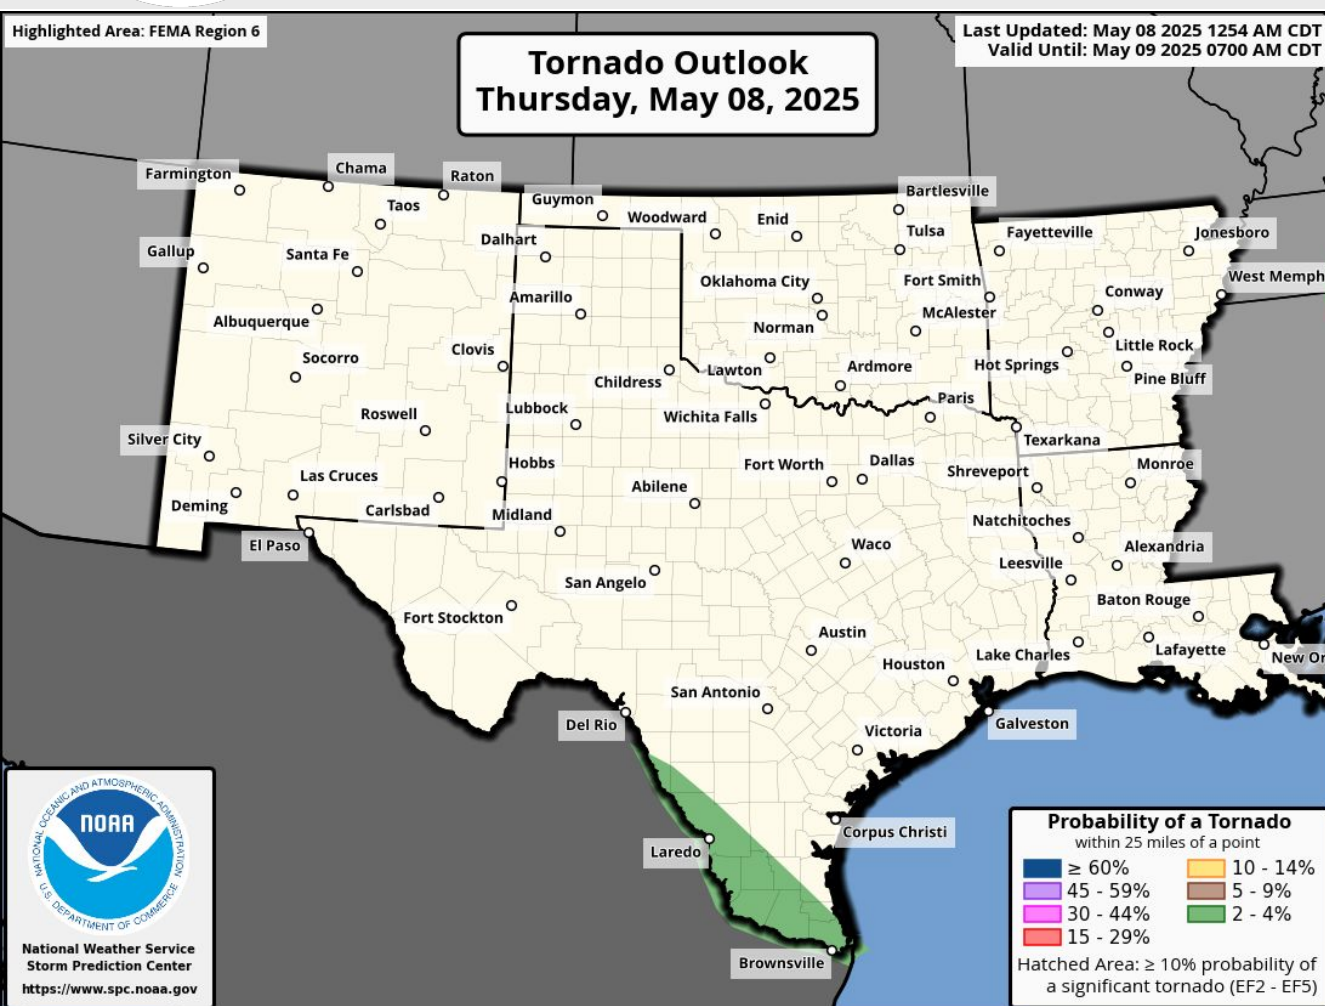 Highlighted Area: FEMA Region 6
Last Updated: May 08 2025 1254 AM CDT
Valid Until: May 09 2025 0700 AM CDT
Tornado Outlook
Thursday, May 08, 2025
Farmington
Chama
Raton
Taos
Guymon
Woodward
Enid
Bartlesville
Tulsa
Fayetteville
Jonesboro
Gallup
Santa Fe
Dalhart
Oklahoma City
Fort Smith
Conway
West Memph
Albuquerque
Amarillo
Norman
McAlester
Little Rock
Socorro
Clovis
Childress
Lawton
Ardmore
Hot Springs
Pine Bluff
Roswell
Lubbock
Wichita Falls
Paris
Texarkana
Silver City
Las Cruces
Hobbs
Abilene
Fort Worth
Dallas
Shreveport
Monroe
Deming
Carlsbad
Midland
Natchitoches
El Paso
Waco
Alexandria
San Angelo
Leesville
Fort Stockton
Baton Rouge
Austin
Houston
Lake Charles
Lafayette
New Or
San Antonio
Del Rio
Victoria
Galveston
Laredo
Corpus Christi
Brownsville
NATIONAL OCEANIC AND ATMOSPHERIC ADMINISTRATION
NOAA
U.S. DEPARTMENT OF COMMERCE
National Weather Service
Storm Prediction Center
https://www.spc.noaa.gov
Probability of a Tornado
within 25 miles of a point
≥ 60%
45 - 59%
30 - 44%
15 - 29%
10 - 14%
5 - 9%
2 - 4%
Hatched Area: ≥ 10% probability of
a significant tornado (EF2 - EF5)